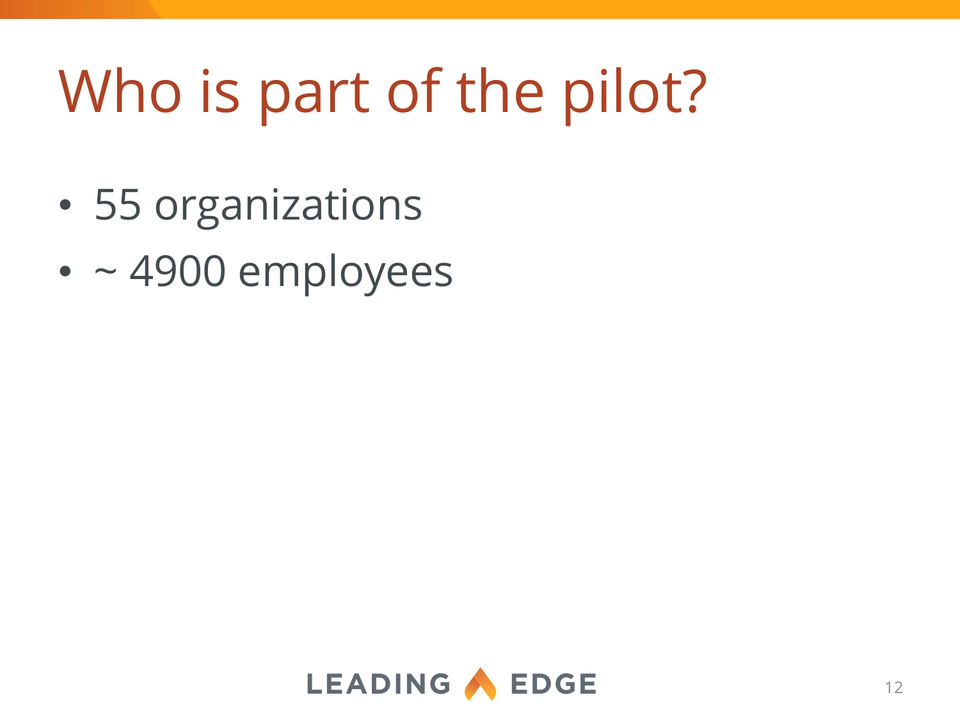 Who is part of the pilot?
• 55 organizations
• ~ 4900 employees
LEADING EDGE
12